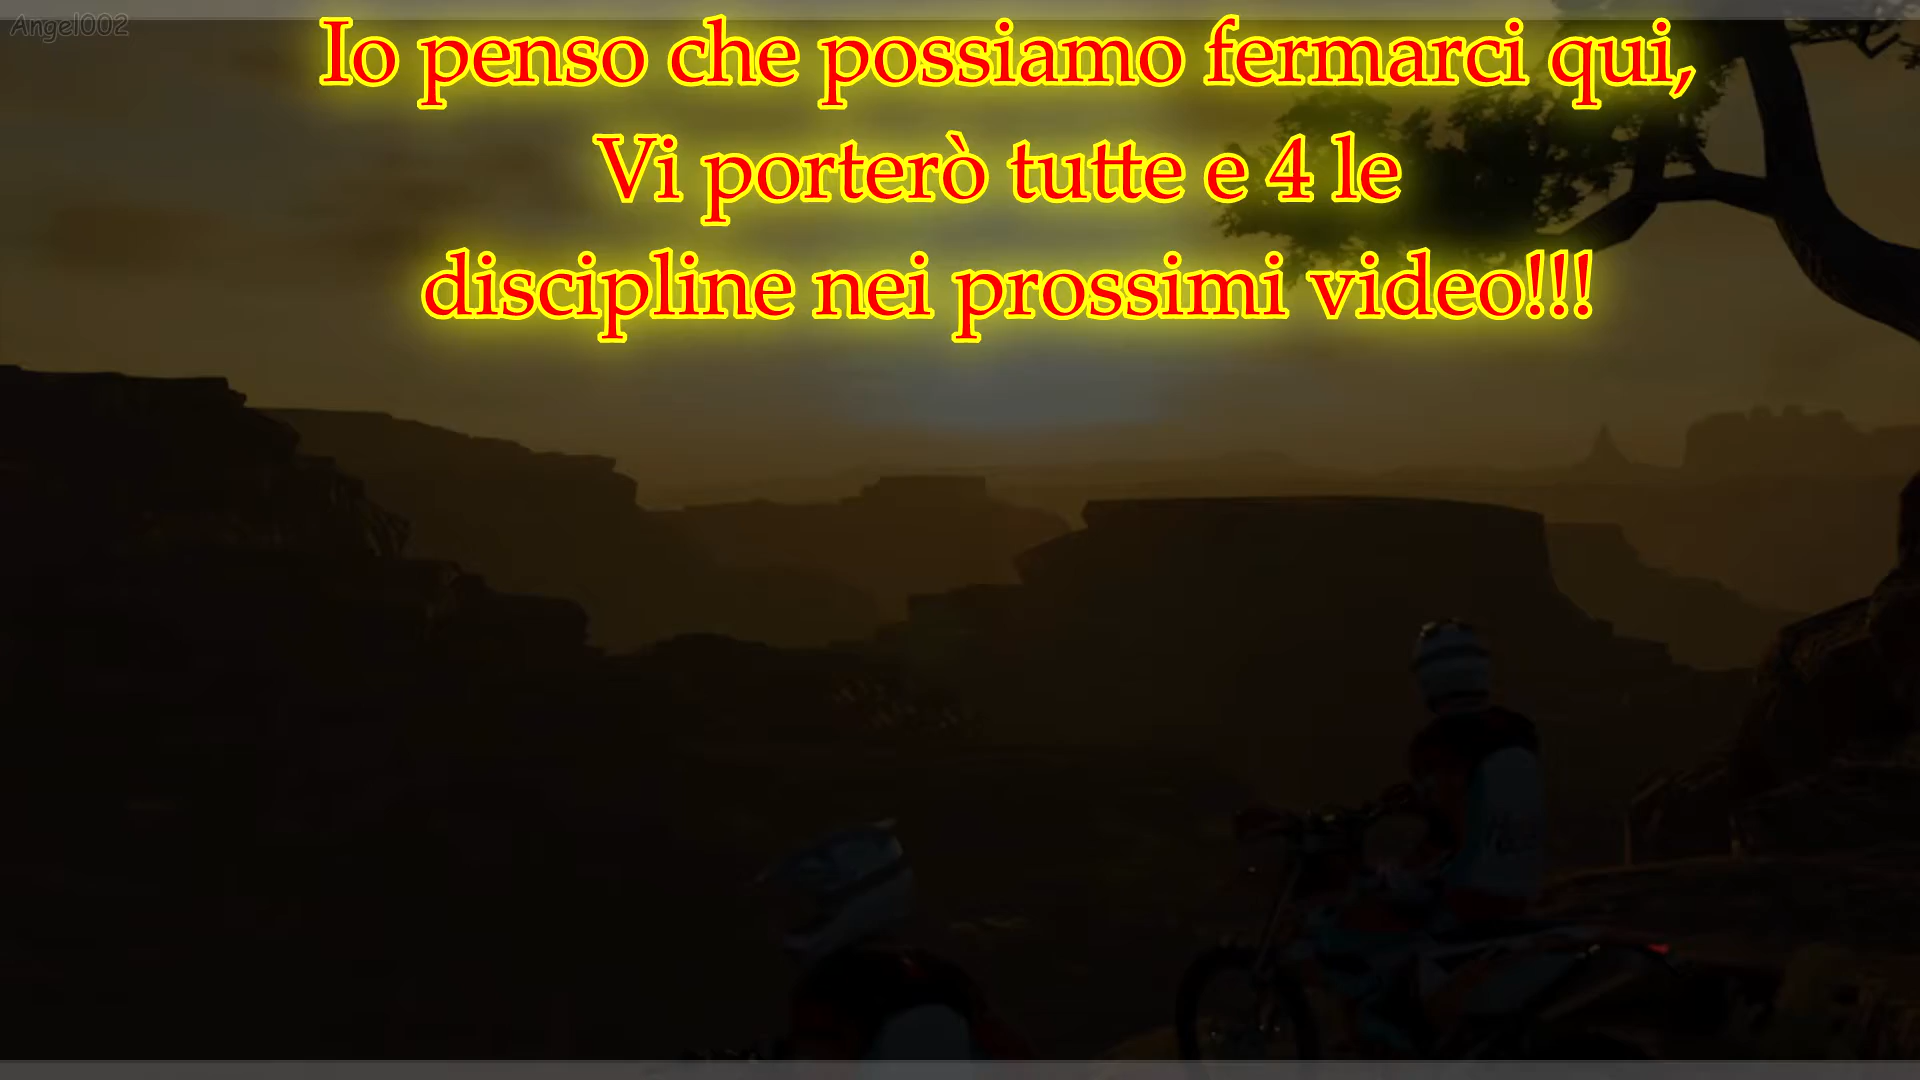 Angel002
Io penso che possiamo fermarci qui,
Vi porterò tutte e 4 le
discipline nei prossimi video!!!